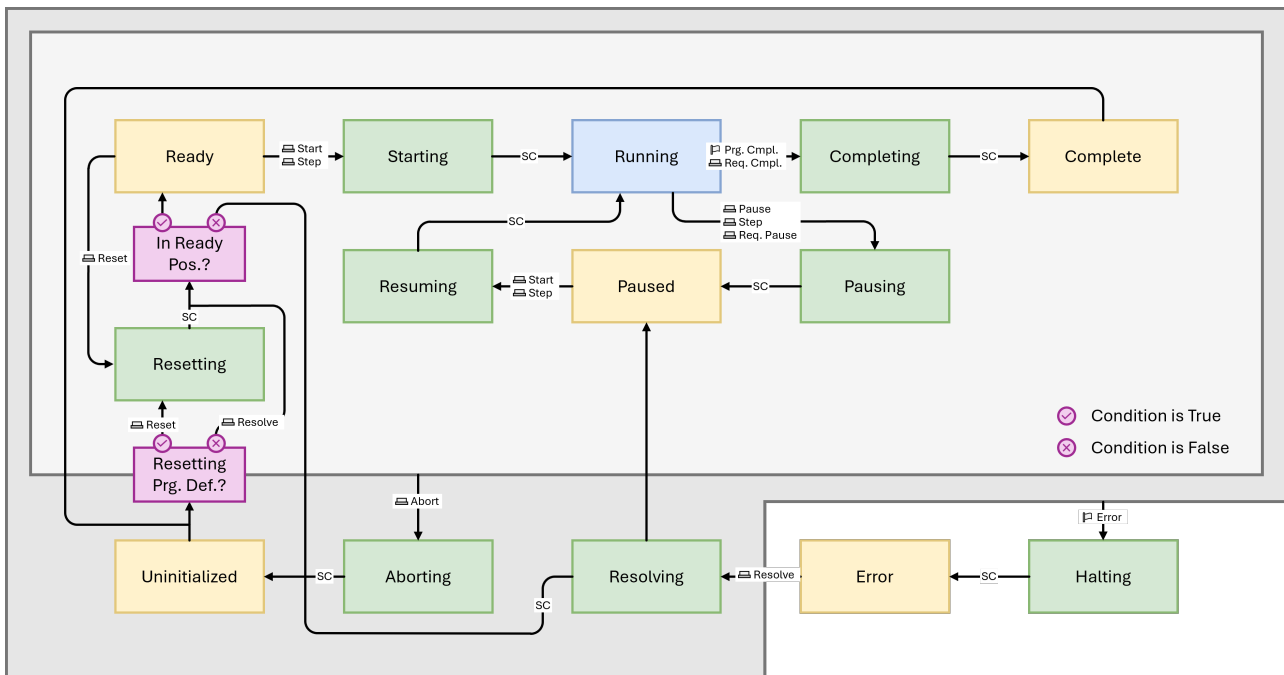 Ready
Start
Step
Starting
SC
Running
Prg. Cmpl.
Req. Cmpl.
Completing
SC
Complete
In Ready
Pos.?
Reset
SC
Pause
Step
Req. Pause
Resuming
Start
Step
Paused
SC
Pausing
SC
Resetting
Reset
Resolve
Condition is True
Condition is False
Resetting
Prg. Def.?
Abort
Error
Uninitialized
SC
Aborting
SC
Resolving
Resolve
Error
SC
Halting